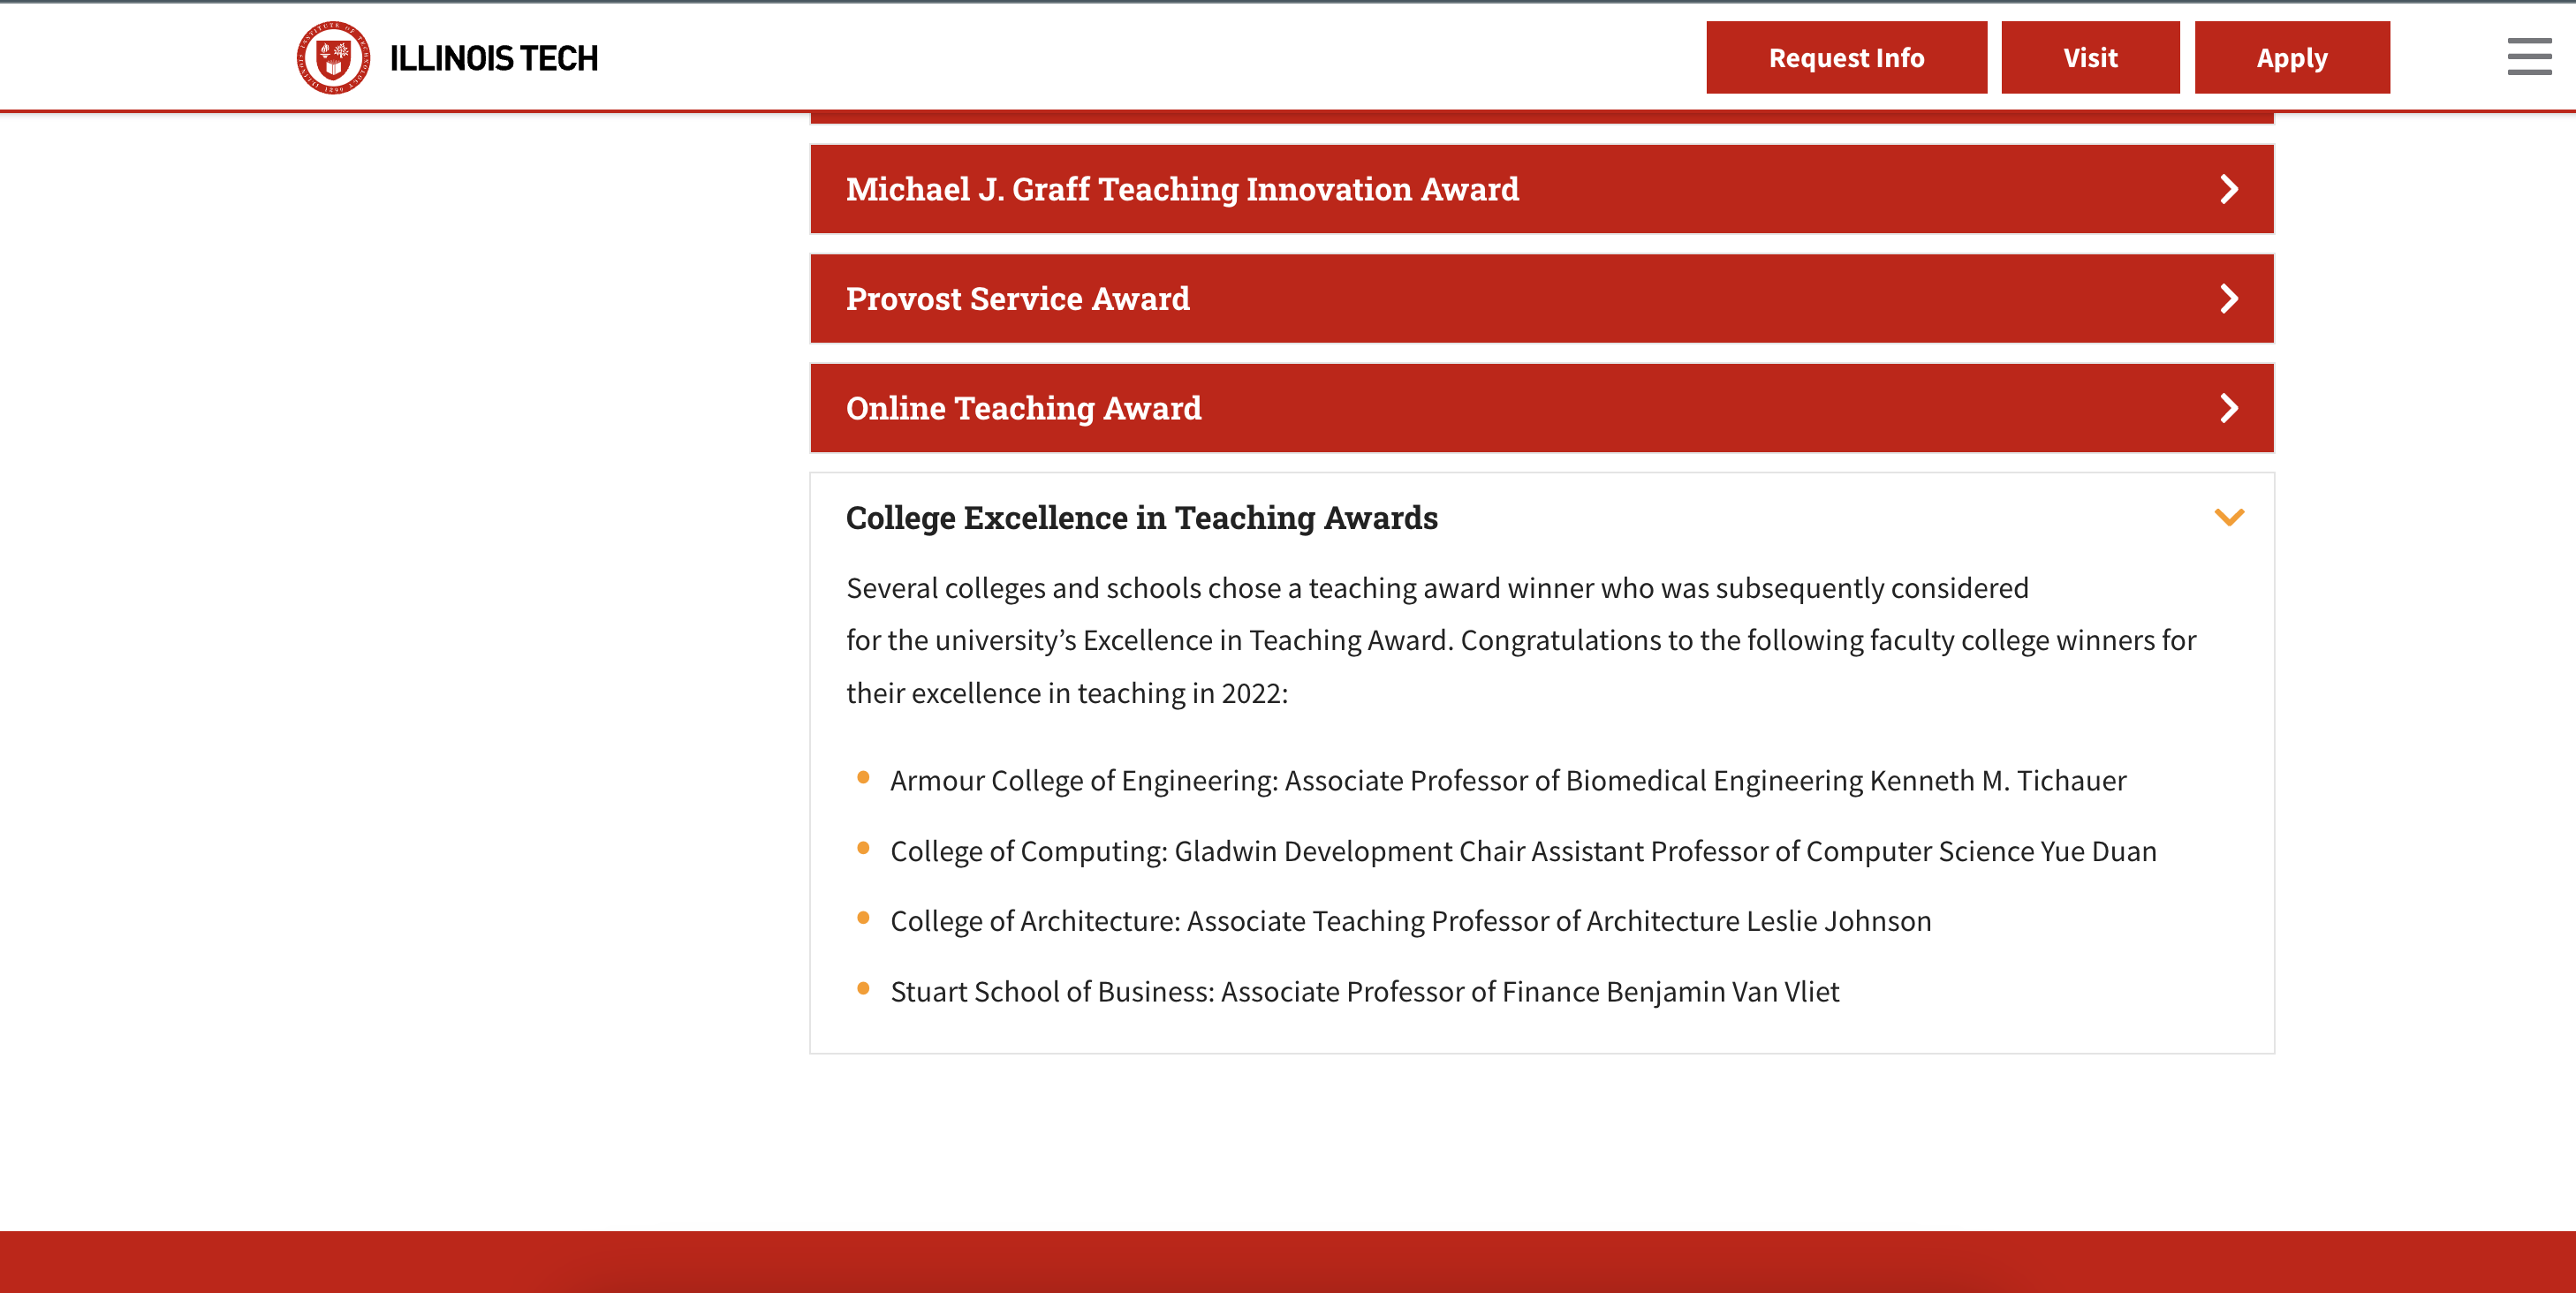 ILLINOIS TECH
Request Info
Visit
Apply
Michael J. Graff Teaching Innovation Award
Provost Service Award
Online Teaching Award
College Excellence in Teaching Awards
Several colleges and schools chose a teaching award winner who was subsequently considered
for the university’s Excellence in Teaching Award. Congratulations to the following faculty college winners for
their excellence in teaching in 2022:
Armour College of Engineering: Associate Professor of Biomedical Engineering Kenneth M. Tichauer
College of Computing: Gladwin Development Chair Assistant Professor of Computer Science Yue Duan
College of Architecture: Associate Teaching Professor of Architecture Leslie Johnson
Stuart School of Business: Associate Professor of Finance Benjamin Van Vliet